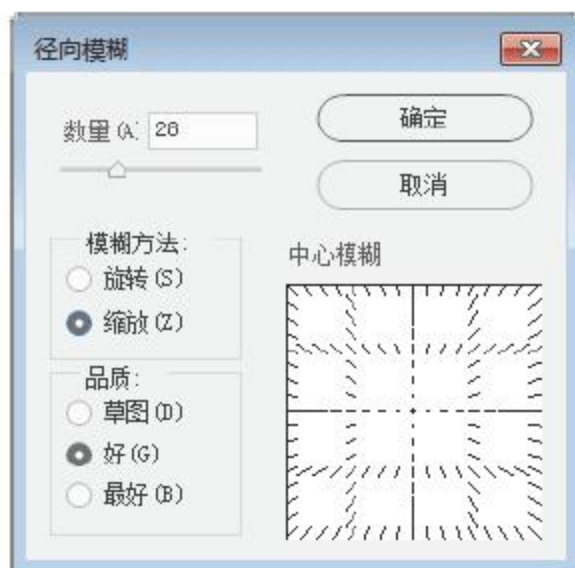 径向模糊
数量(A) 28
确定
取消
模糊方法:
旋转(S)
缩放(Z)
中心模糊
品质:
草图(D)
好(G)
最好(B)